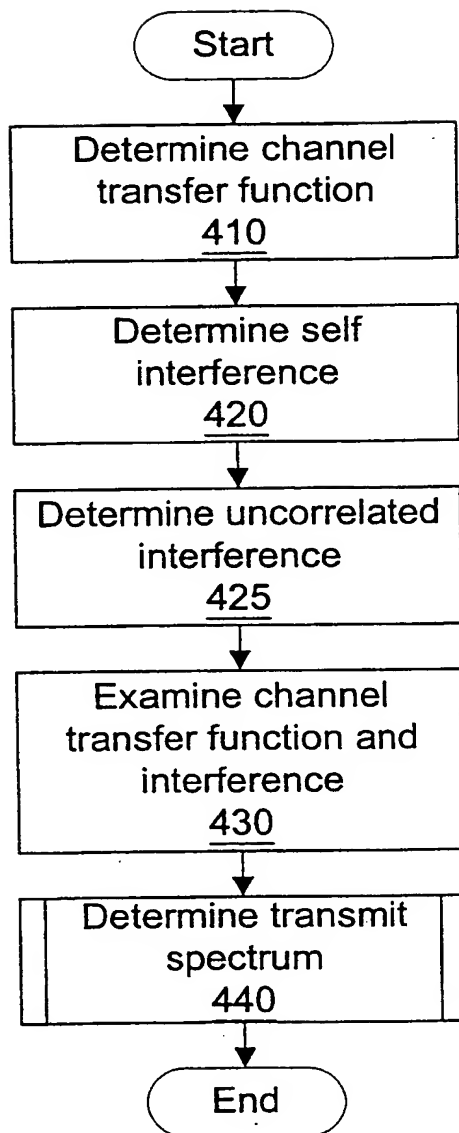 Start
Determine channel
transfer function
410
Determine self
interference
420
Determine uncorrelated
interference
425
Examine channel
transfer function and
interference
430
Determine transmit
spectrum
440
End